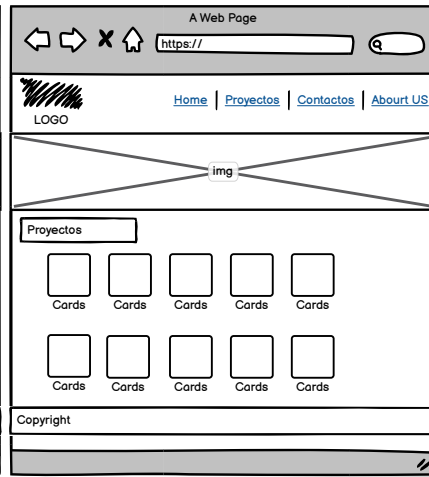 A Web Page
https://
LOGO
Home | Proyectos | Contactos | Abourt US
img
Proyectos
Cards Cards Cards Cards Cards
Cards Cards Cards Cards Cards
Copyright